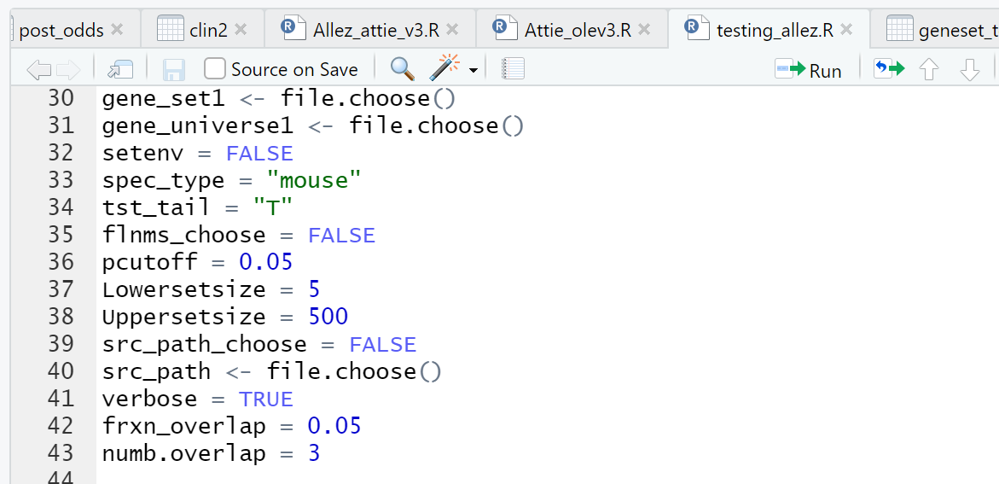 post_odds clin2 Allez_attie_v3.R Attie_olev3.R testing_allez.R geneset_t
Source on Save Run
30 gene_set1 <- file.choose()
31 gene_universe1 <- file.choose()
32 setenv = FALSE
33 spec_type = "mouse"
34 tst_tail = "T"
35 flnms_choose = FALSE
36 pcutoff = 0.05
37 Lowersetsize = 5
38 Uppersetsize = 500
39 src_path_choose = FALSE
40 src_path <- file.choose()
41 verbose = TRUE
42 frxn_overlap = 0.05
43 numb.overlap = 3
44